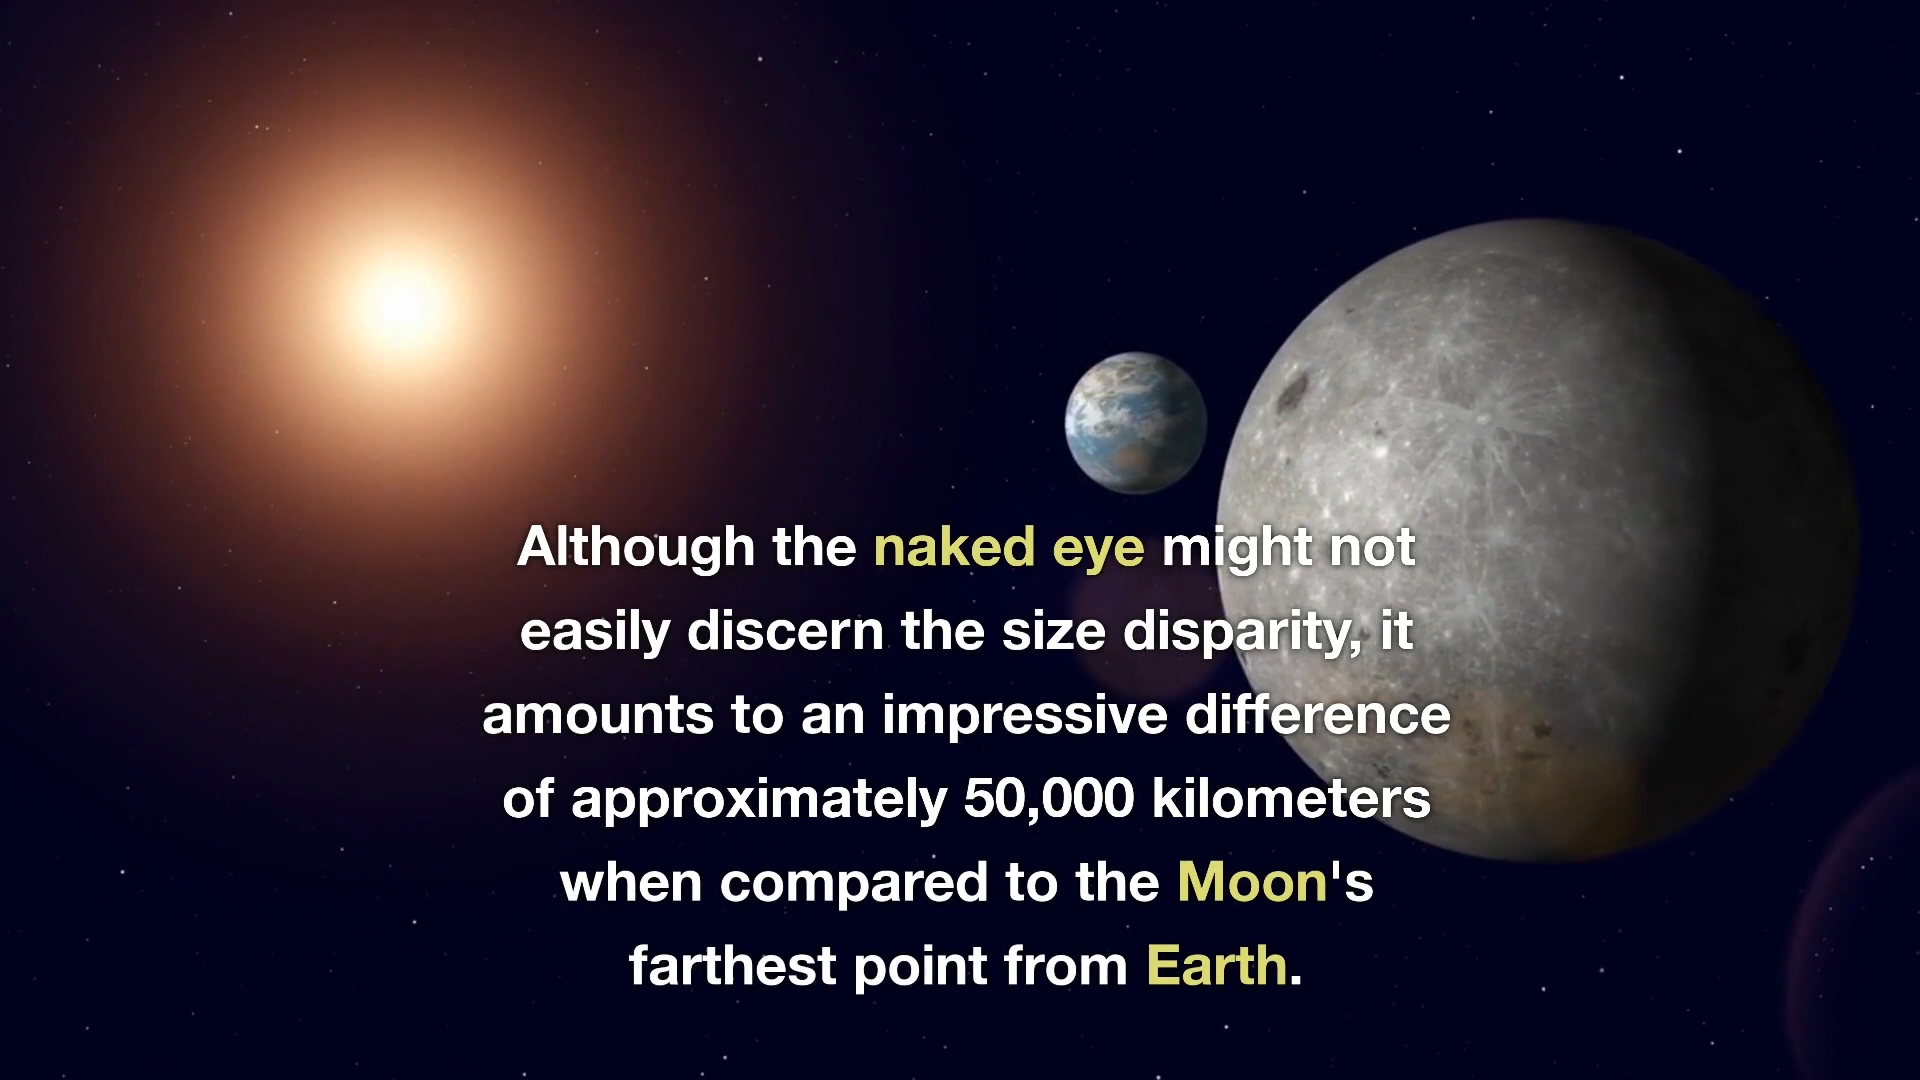 Although the naked eye might not
easily discern the size disparity, it
amounts to an impressive difference
of approximately 50,000 kilometers
when compared to the Moon's
farthest point from Earth.